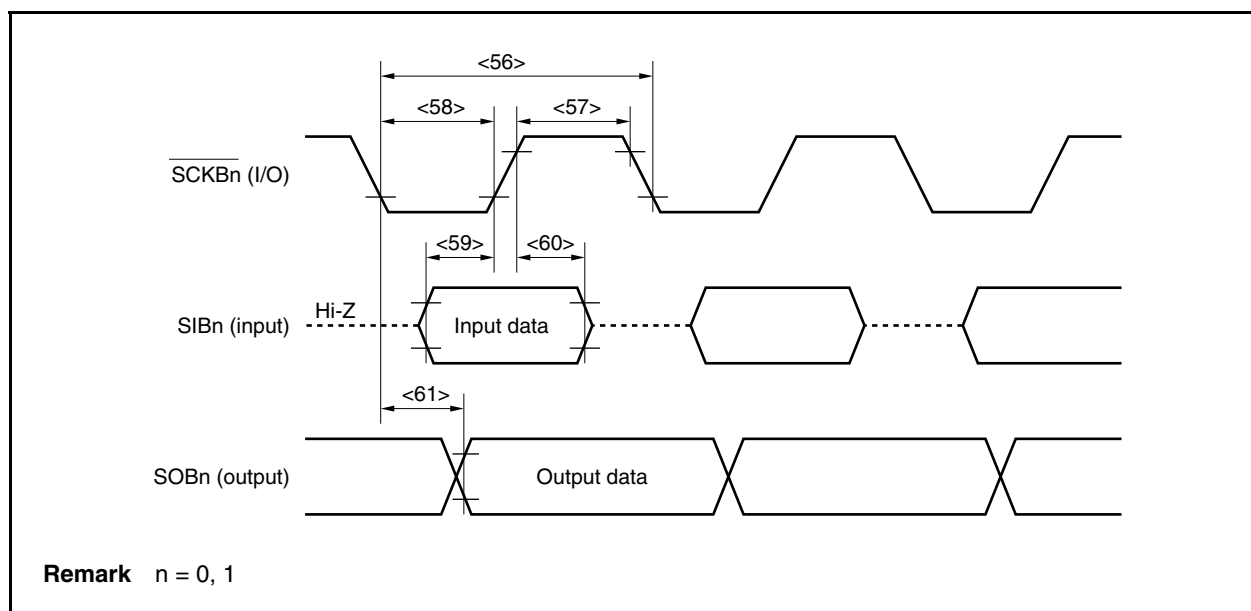 <56>
<58>
<57>
SCKBn (I/O)
<59>
<60>
Hi-Z
SIBn (input)
Input data
<61>
SOBn (output)
Output data
Remark n = 0, 1